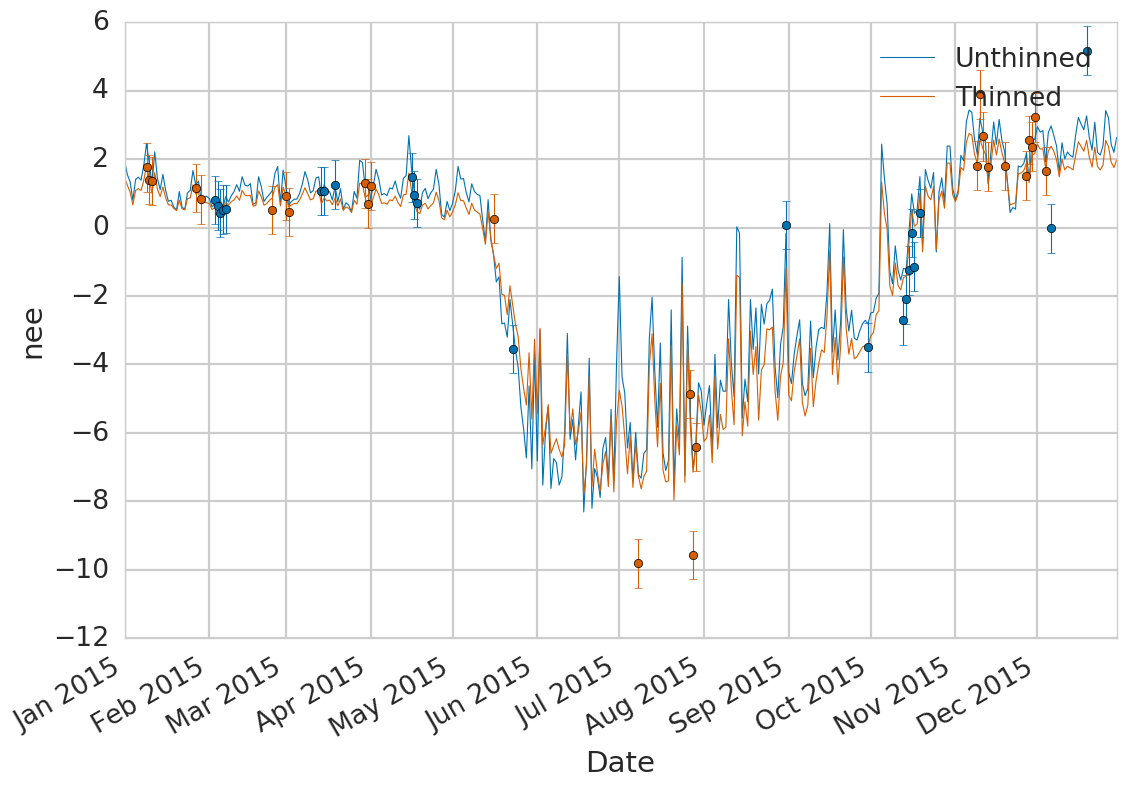 6
4
2
0
−2
−4
−6
−8
−10
−12
nee
Unthinned
Thinned
Jan 2015
Feb 2015
Mar 2015
Apr 2015
May 2015
Jun 2015
Jul 2015
Aug 2015
Sep 2015
Oct 2015
Nov 2015
Dec 2015
Date